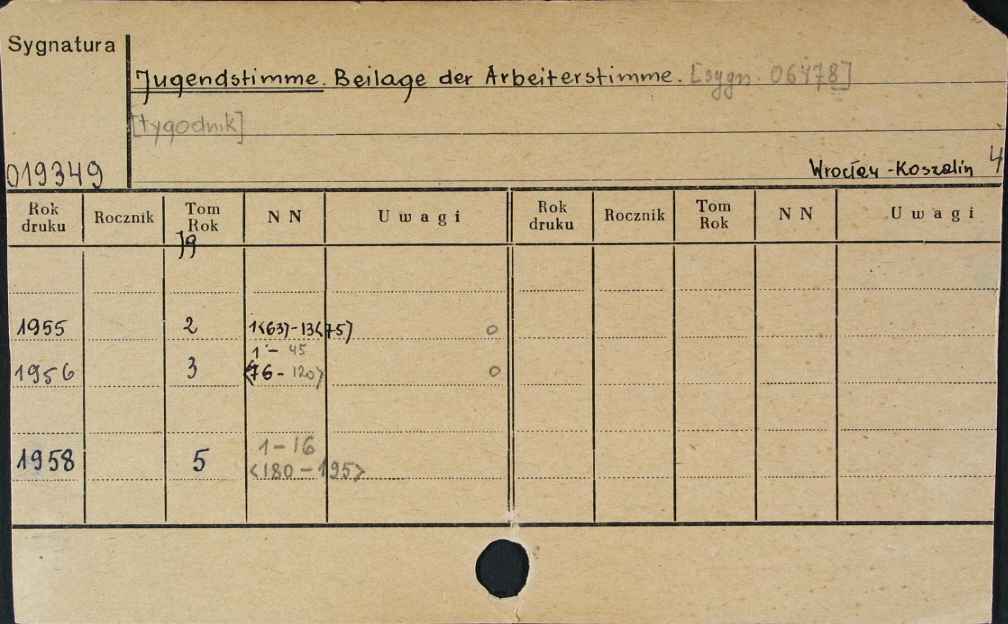 Sygnatura
Jugendstimme. Beilage der Arbeiterstimme. [sygn. 06478]
[tygodnik]
019349
Wrocław - Koszalin 4
Rok druku Rocznik Tom Rok NN Uwagi Rok druku Rocznik Tom Rok NN Uwagi
19
1955 2 1<63>-13<75> o
1956 3 1 - 45 <76 - 120> o
1958 5 1-16 <180-195>